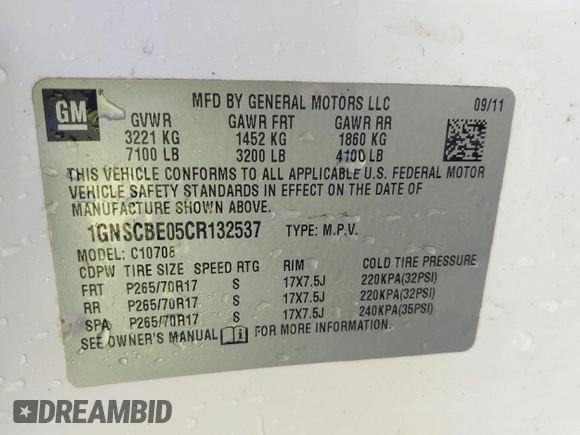 GM
MFD BY GENERAL MOTORS LLC 09/11
GVWR GAWR FRT GAWR RR
3221 KG 1452 KG 1860 KG
7100 LB 3200 LB 4100 LB
THIS VEHICLE CONFORMS TO ALL APPLICABLE U.S. FEDERAL MOTOR
VEHICLE SAFETY STANDARDS IN EFFECT ON THE DATE OF
MANUFACTURE SHOWN ABOVE.
1GNSCBE05CR132537 TYPE: M.P.V.
MODEL: C10706
CDPW TIRE SIZE SPEED RTG RIM COLD TIRE PRESSURE
FRT P265/70R17 S 17X7.5J 220KPA(32PSI)
RR P265/70R17 S 17X7.5J 220KPA(32PSI)
SPA P265/70R17 S 17X7.5J 240KPA(35PSI)
SEE OWNER'S MANUAL FOR MORE INFORMATION.
DREAMBID